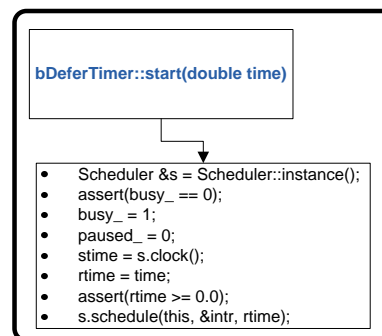 bDeferTimer::start(double time)
• Scheduler &s = Scheduler::instance();
• assert(busy_ == 0);
• busy_ = 1;
• paused_ = 0;
• stime = s.clock();
• rtime = time;
• assert(rtime >= 0.0);
• s.schedule(this, &intr, rtime);